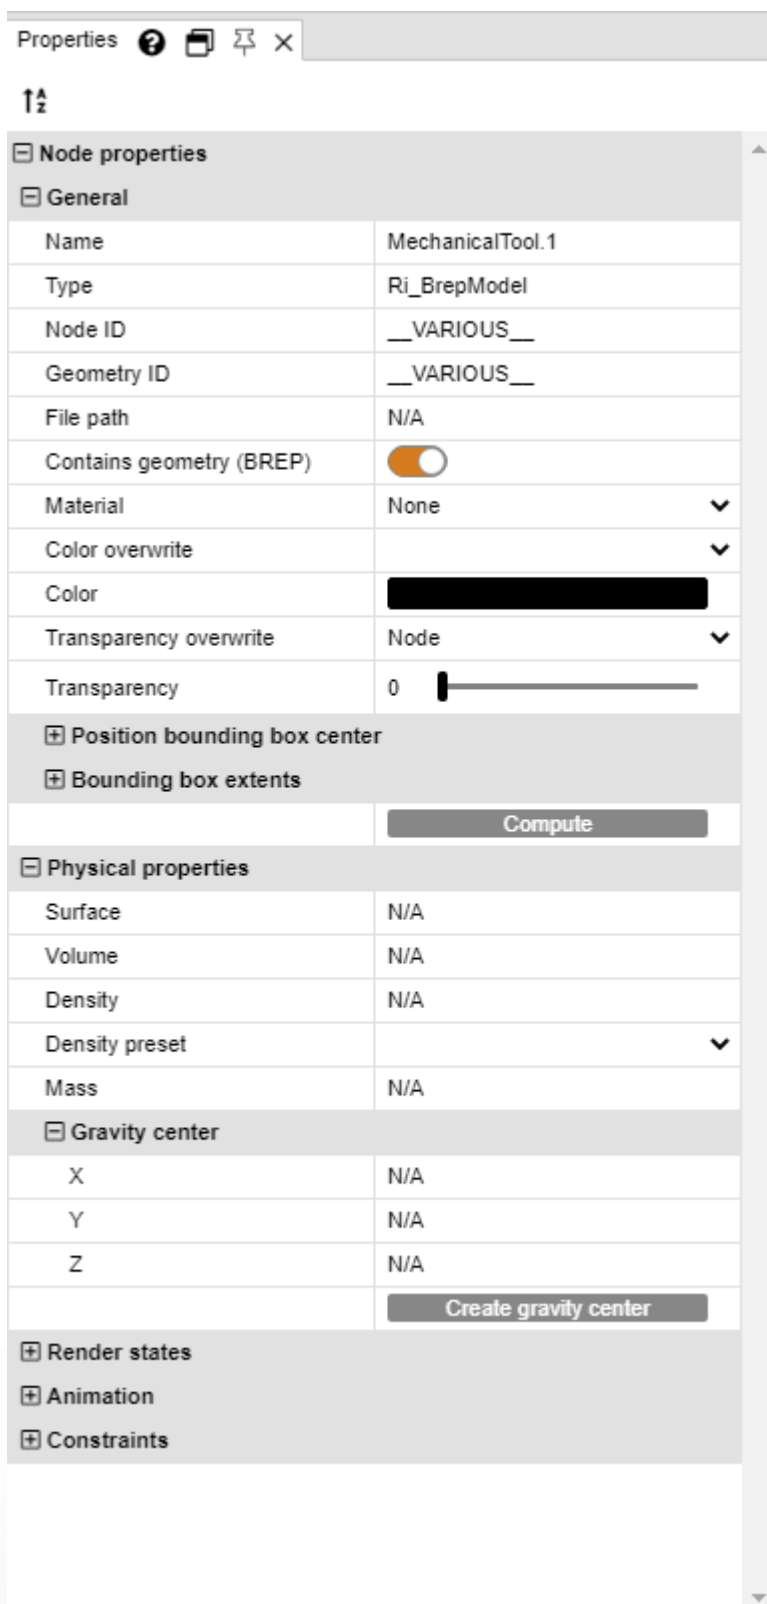 Properties
Node properties
General
Name MechanicalTool.1
Type Ri_BrepModel
Node ID __VARIOUS__
Geometry ID __VARIOUS__
File path N/A
Contains geometry (BREP)
Material None
Color overwrite
Color
Transparency overwrite Node
Transparency 0
Position bounding box center
Bounding box extents
Compute
Physical properties
Surface N/A
Volume N/A
Density N/A
Density preset
Mass N/A
Gravity center
X N/A
Y N/A
Z N/A
Create gravity center
Render states
Animation
Constraints